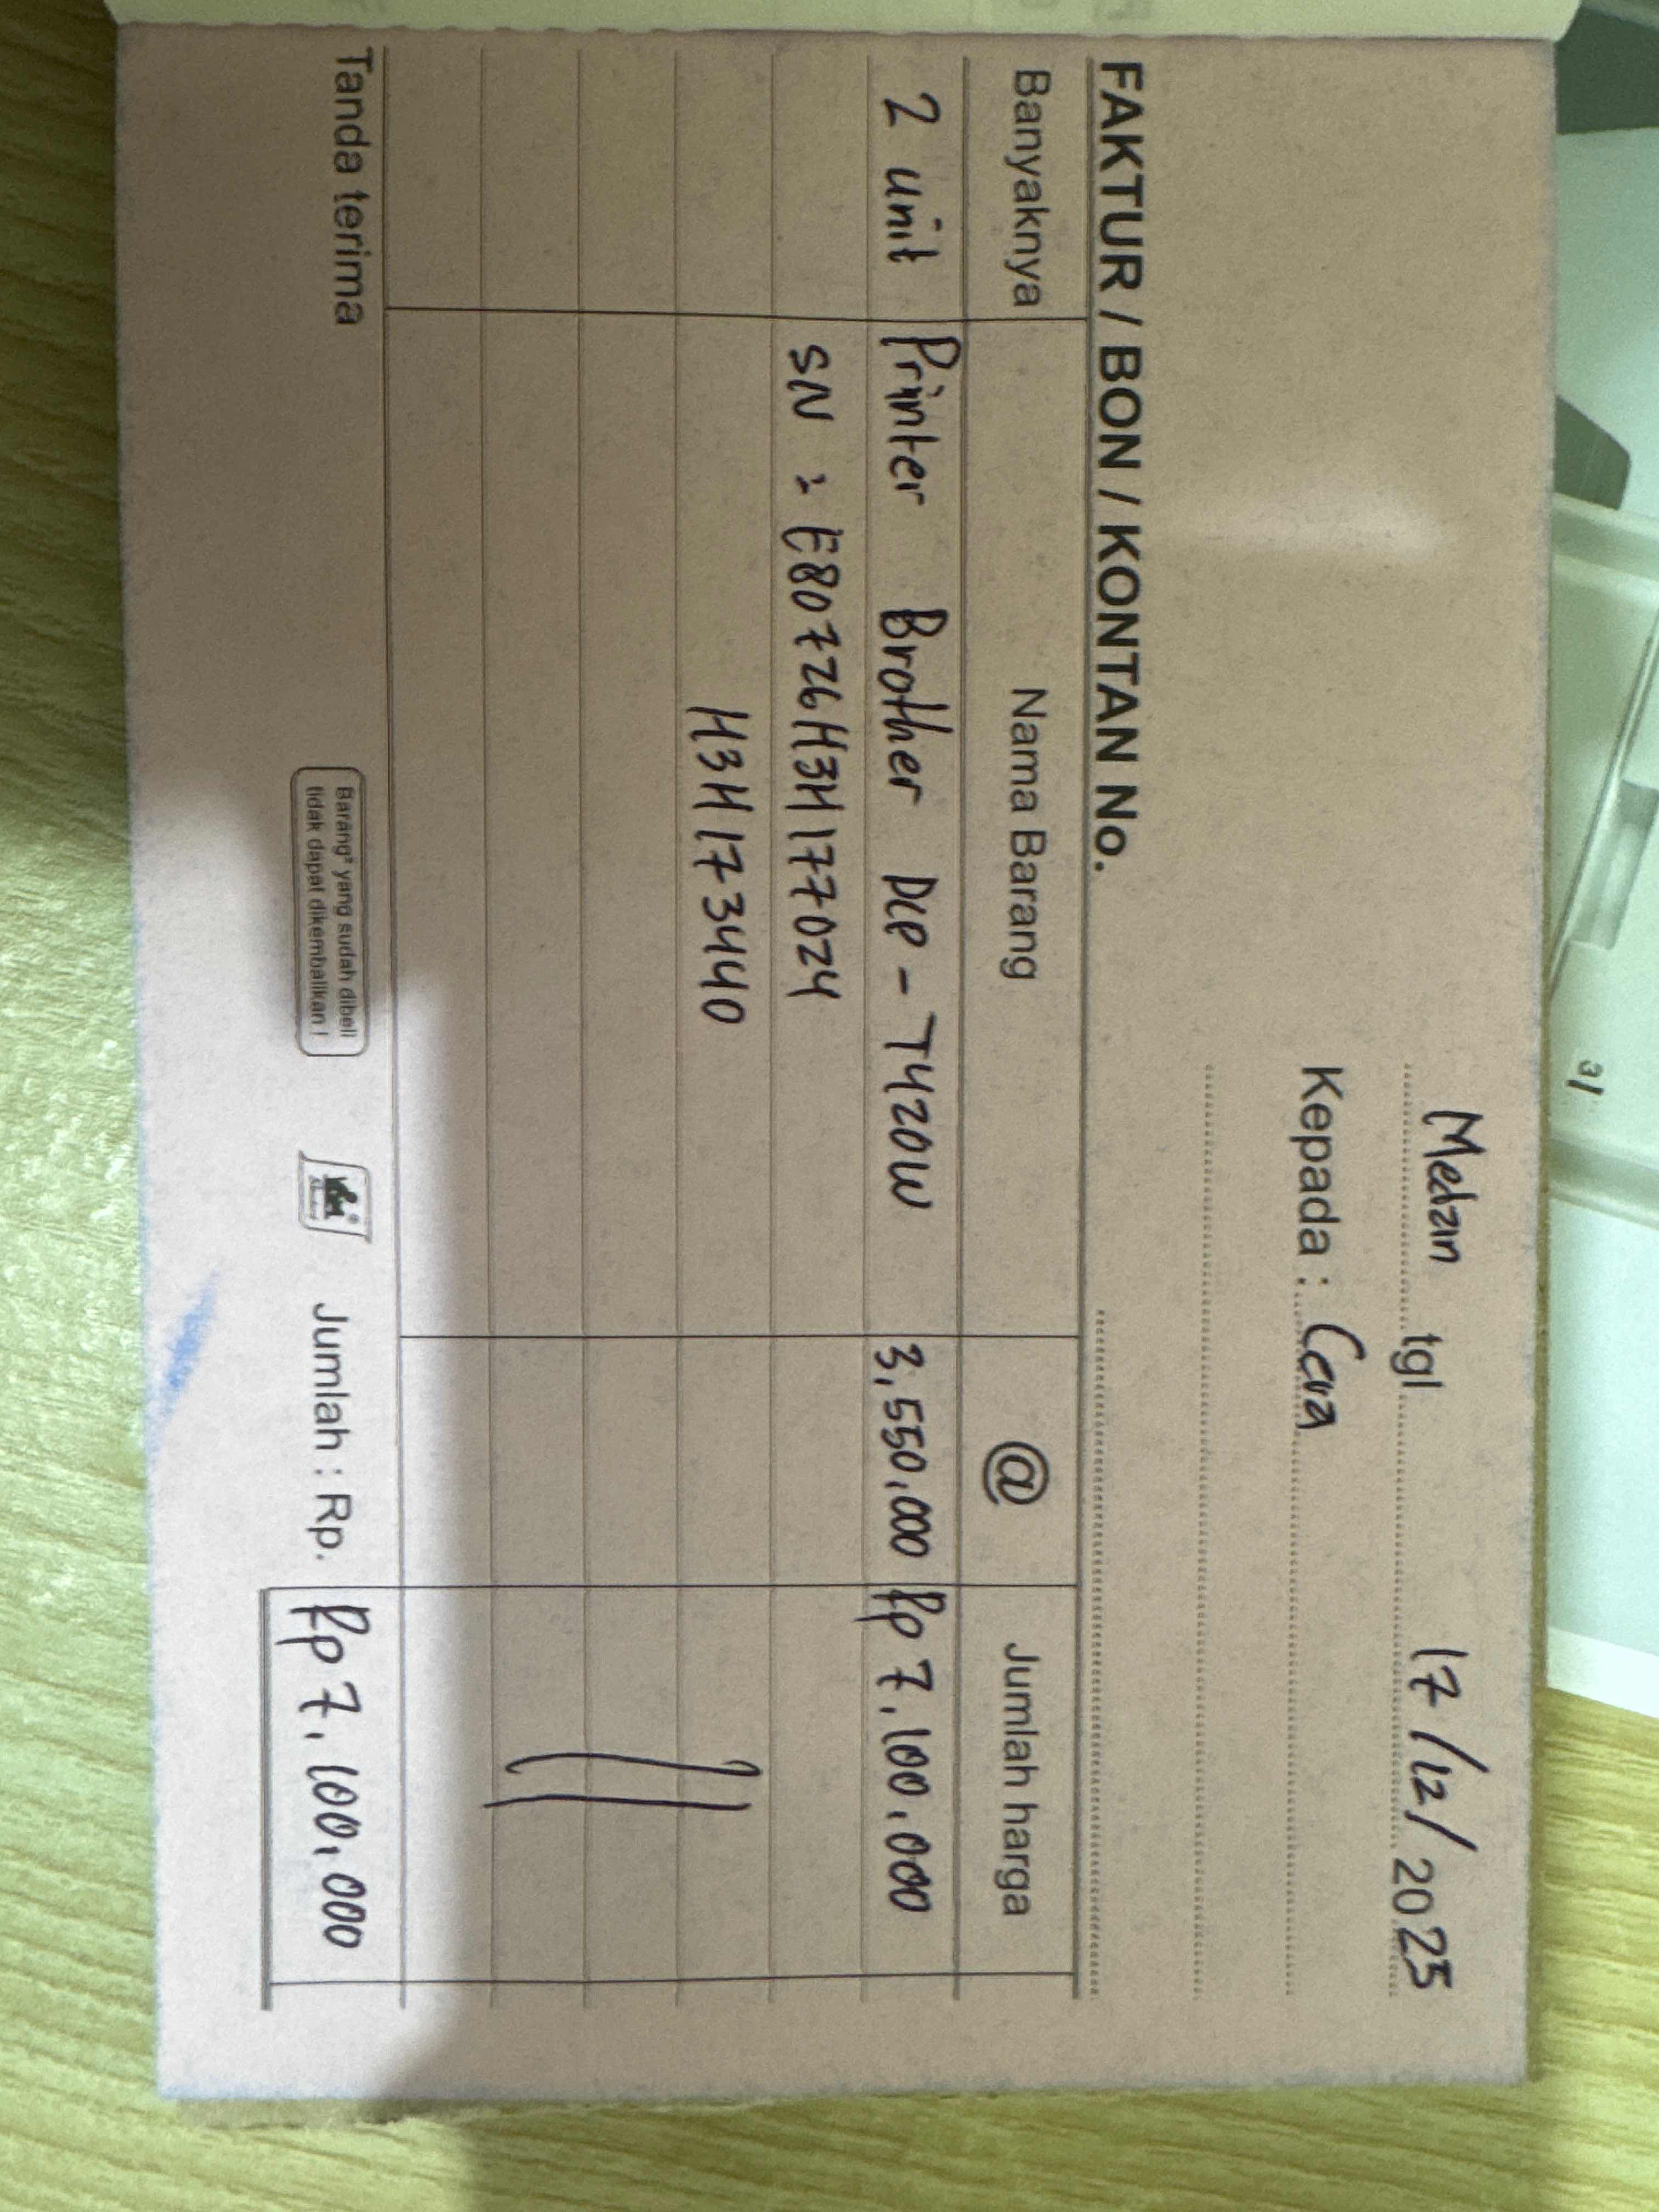 Medan tgl. 17/12/2025
Kepada :
FAKTUR / BON / KONTAN No.
Banyaknya Nama Barang @ Jumlah harga
2 unit Printer Brother DCP - T420W 3,550.000 Rp 7.100.000
SN : E80726H3H177024
H3H173440
Tanda terima
Barang² yang sudah dibeli
tidak dapat dikembalikan !
Jumlah : Rp. Rp 7.100.000